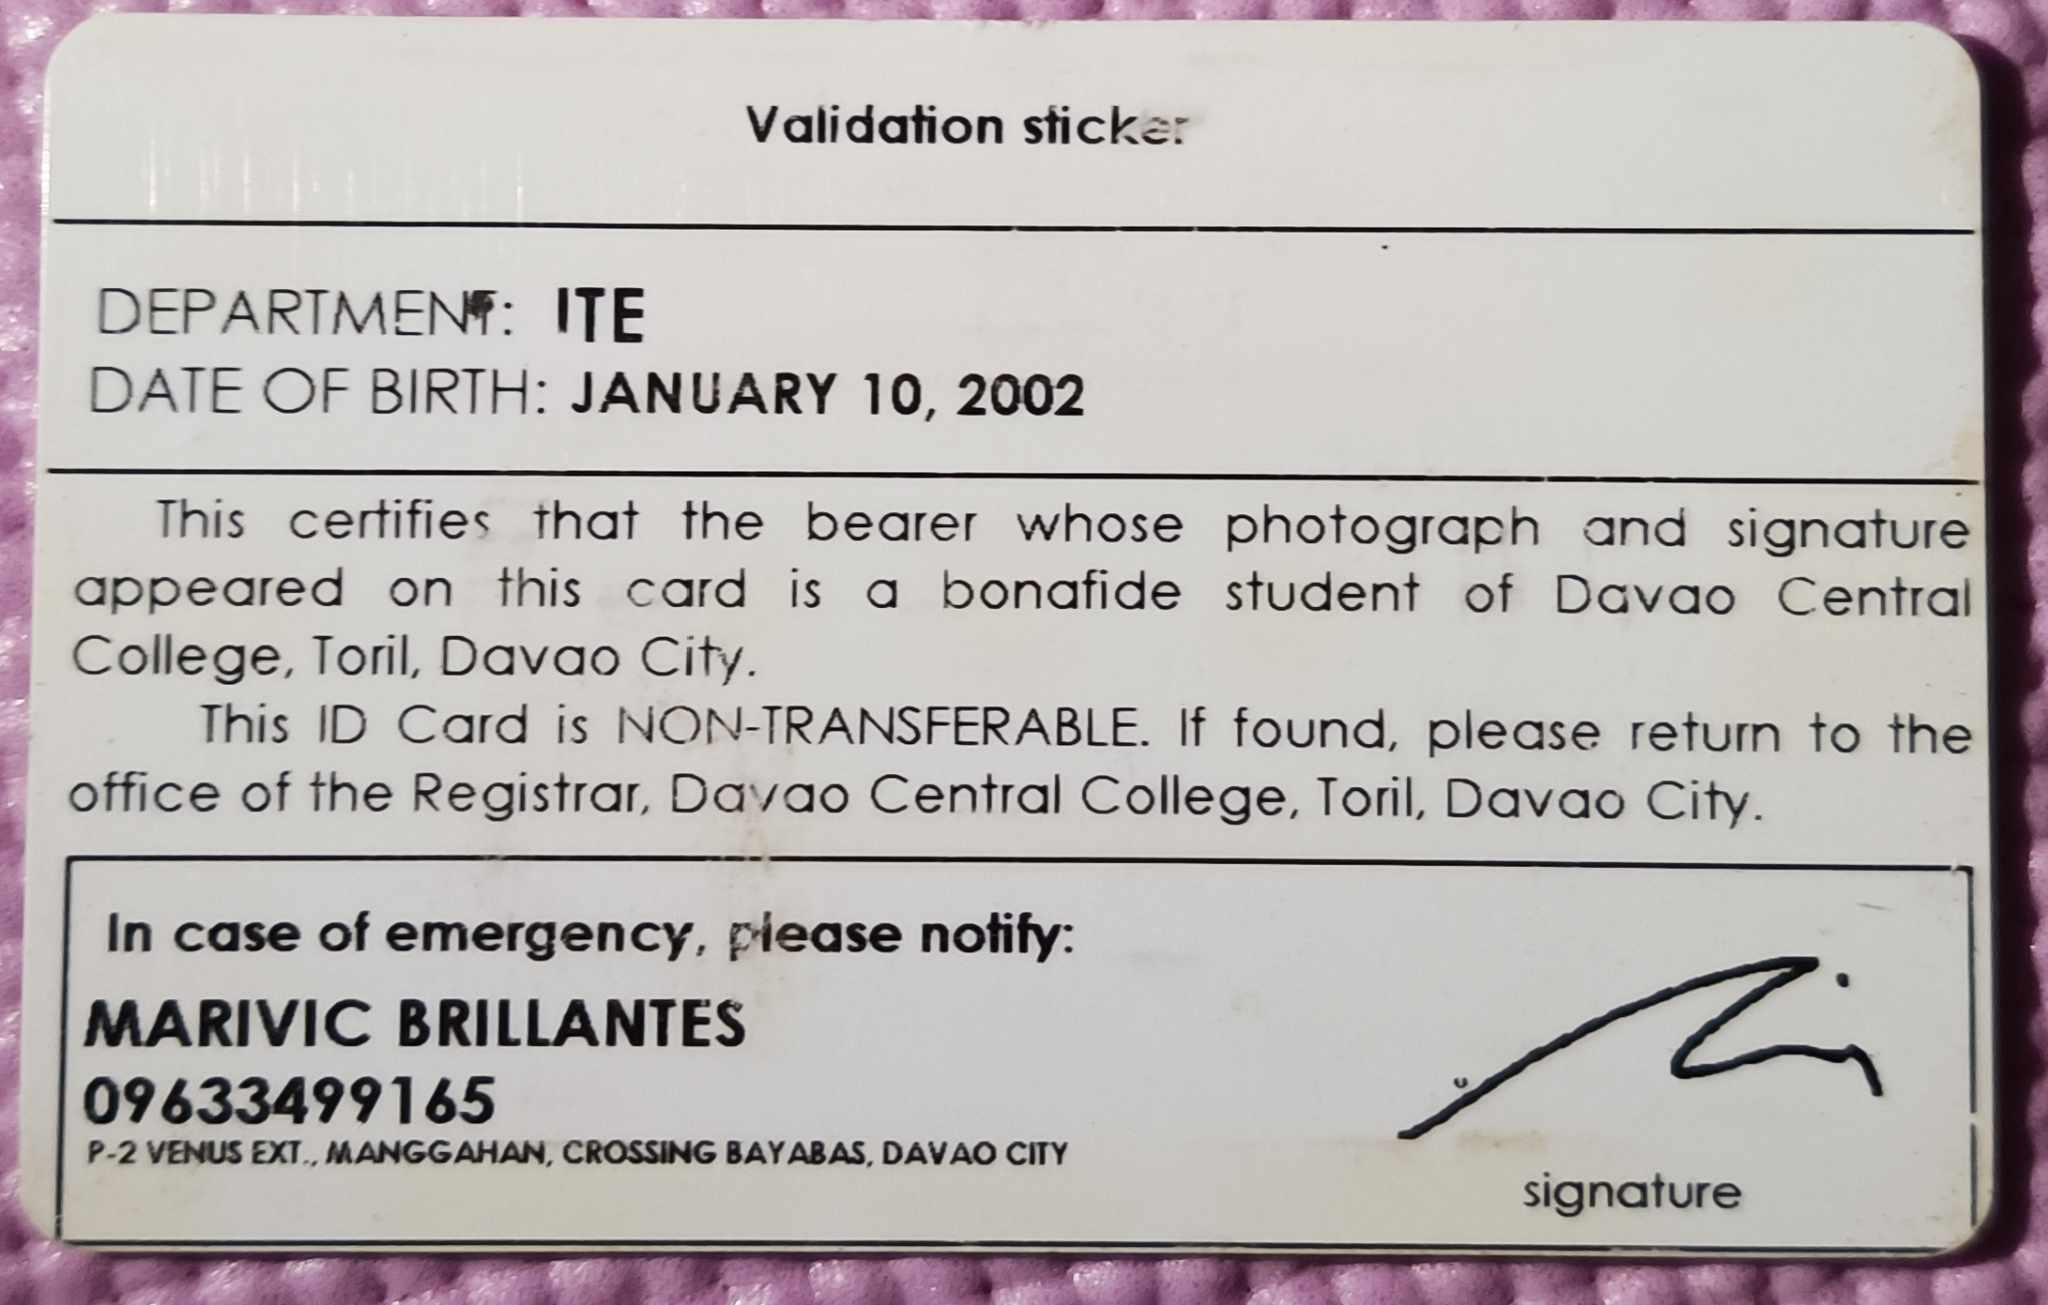 Validation sticker
DEPARTMENT: ITE
DATE OF BIRTH: JANUARY 10, 2002
This certifies that the bearer whose photograph and signature
appeared on this card is a bonafide student of Davao Central
College, Toril, Davao City.
This ID Card is NON-TRANSFERABLE. If found, please return to the
office of the Registrar, Davao Central College, Toril, Davao City.
In case of emergency, please notify:
MARIVIC BRILLANTES
09633499165
P-2 VENUS EXT., MANGGAHAN, CROSSING BAYABAS, DAVAO CITY
signature